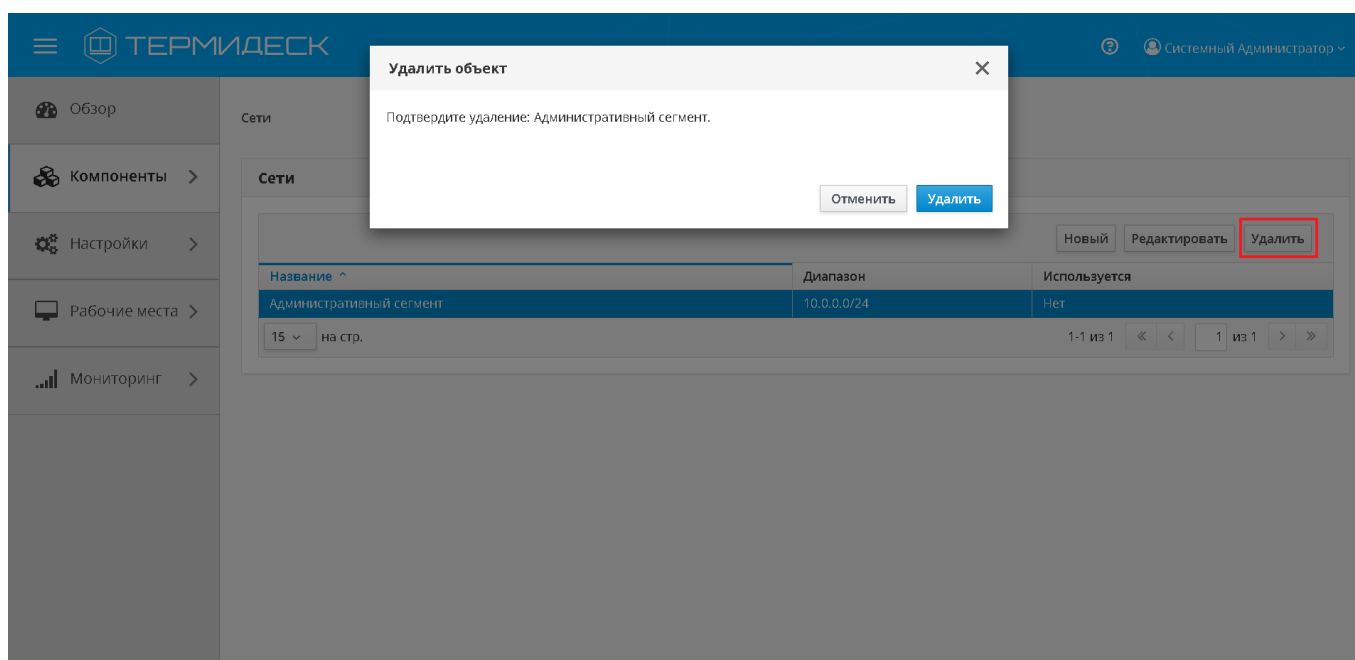 ТЕРМИДЕСК
Системный Администратор
Удалить объект
Подтвердите удаление: Административный сегмент.
Отменить Удалить
Обзор
Компоненты
Настройки
Рабочие места
Мониторинг
Сети
Сети
Новый Редактировать Удалить
Название Диапазон Используется
Административный сегмент 10.0.0.0/24 Нет
15 на стр. 1-1 из 1 1 из 1